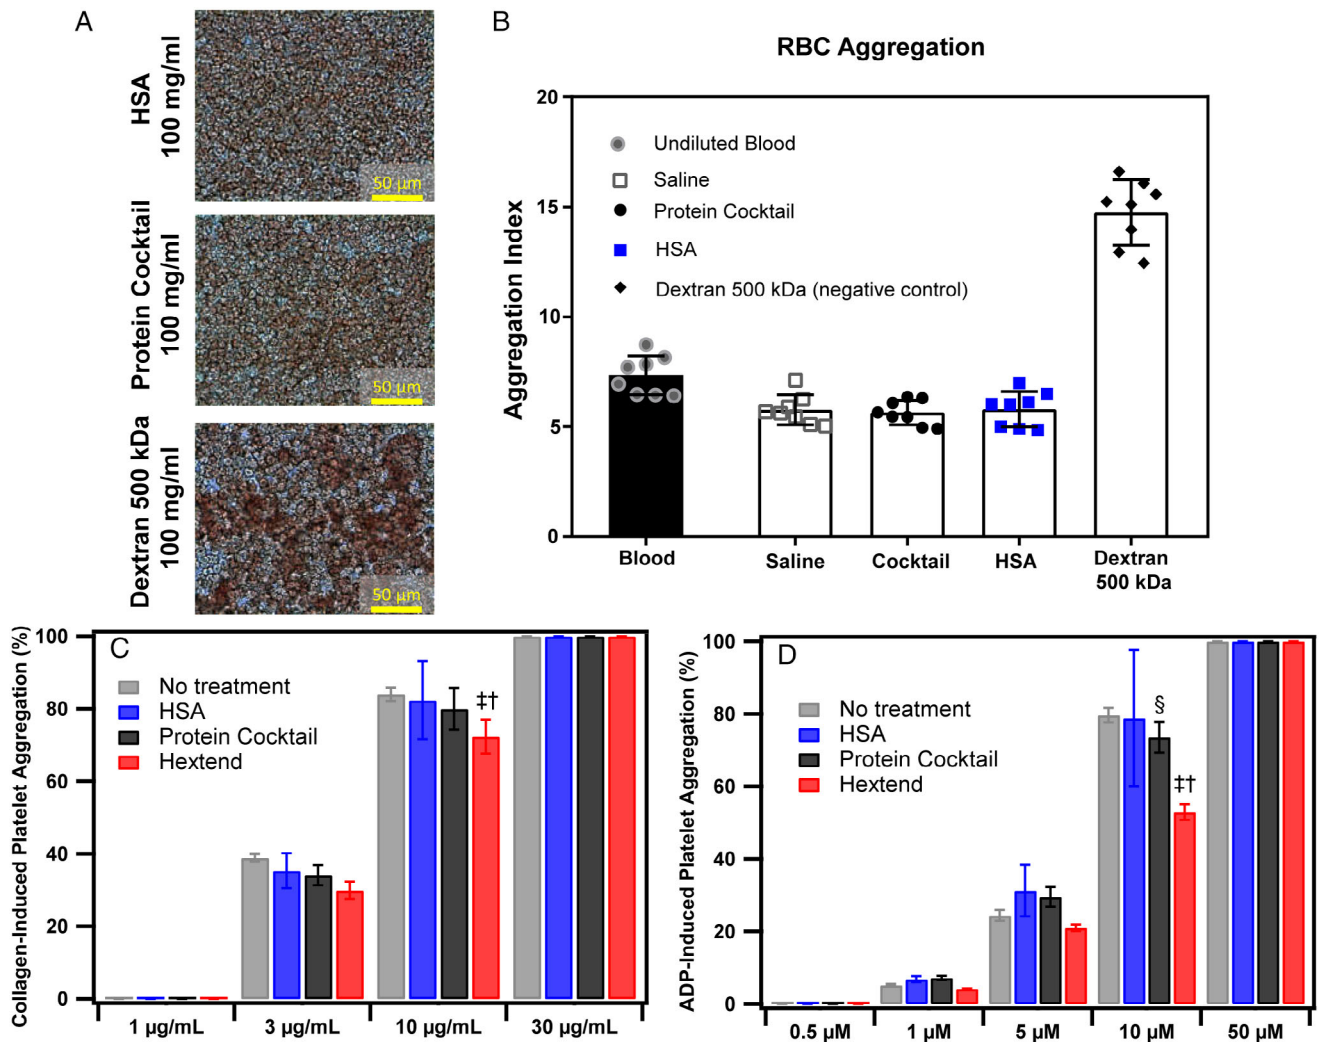 A
HSA
100 mg/ml
50 µm
Protein Cocktail
100 mg/ml
50 µm
Dextran 500 kDa
100 mg/ml
50 µm
B
RBC Aggregation
Aggregation Index
20
15
10
5
0
Undiluted Blood
Saline
Protein Cocktail
HSA
Dextran 500 kDa (negative control)
Blood
Saline
Cocktail
HSA
Dextran
500 kDa
C
Collagen-Induced Platelet Aggregation (%)
100
80
60
40
20
0
No treatment
HSA
Protein Cocktail
Hextend
‡†
1 µg/mL
3 µg/mL
10 µg/mL
30 µg/mL
D
ADP-Induced Platelet Aggregation (%)
100
80
60
40
20
0
No treatment
HSA
Protein Cocktail
Hextend
§
‡†
0.5 µM
1 µM
5 µM
10 µM
50 µM